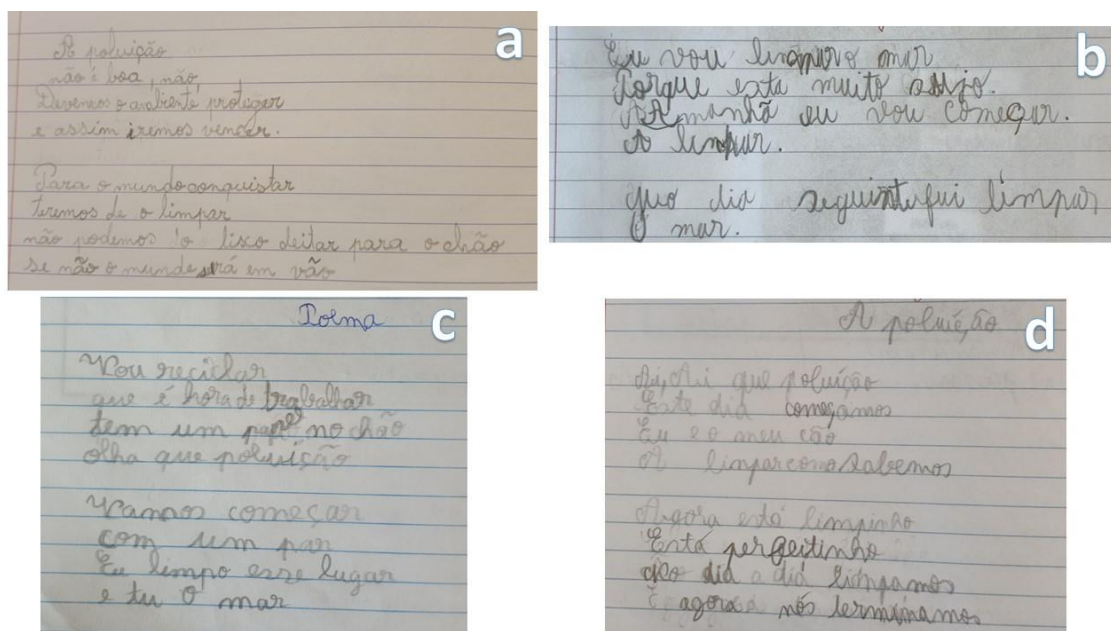 a
A poluição
não é boa, não
Devemos o ambiente proteger
e assim iremos vencer.
Para o mundo conquistar
teremos de o limpar
não podemos o lixo deitar para o chão
se não o mundo será em vão
b
Eu vou limpar o mar
Porque esta muito sujo.
Amanhã eu vou começar.
A limpar.
No dia seguinte fui limpar
O mar.
c
Poema
Vou reciclar
que é hora de trabalhar
tem um papel no chão
olha que poluição
Vamos começar
com um par
Eu limpo esse lugar
e tu o mar
d
A poluição
Ai, Ai que poluição
Este dia começamos
Eu e o meu cão
A limpar como sabemos
Agora está limpinho
Está perfeitinho
dia a dia limpamos
E agora nós terminamos